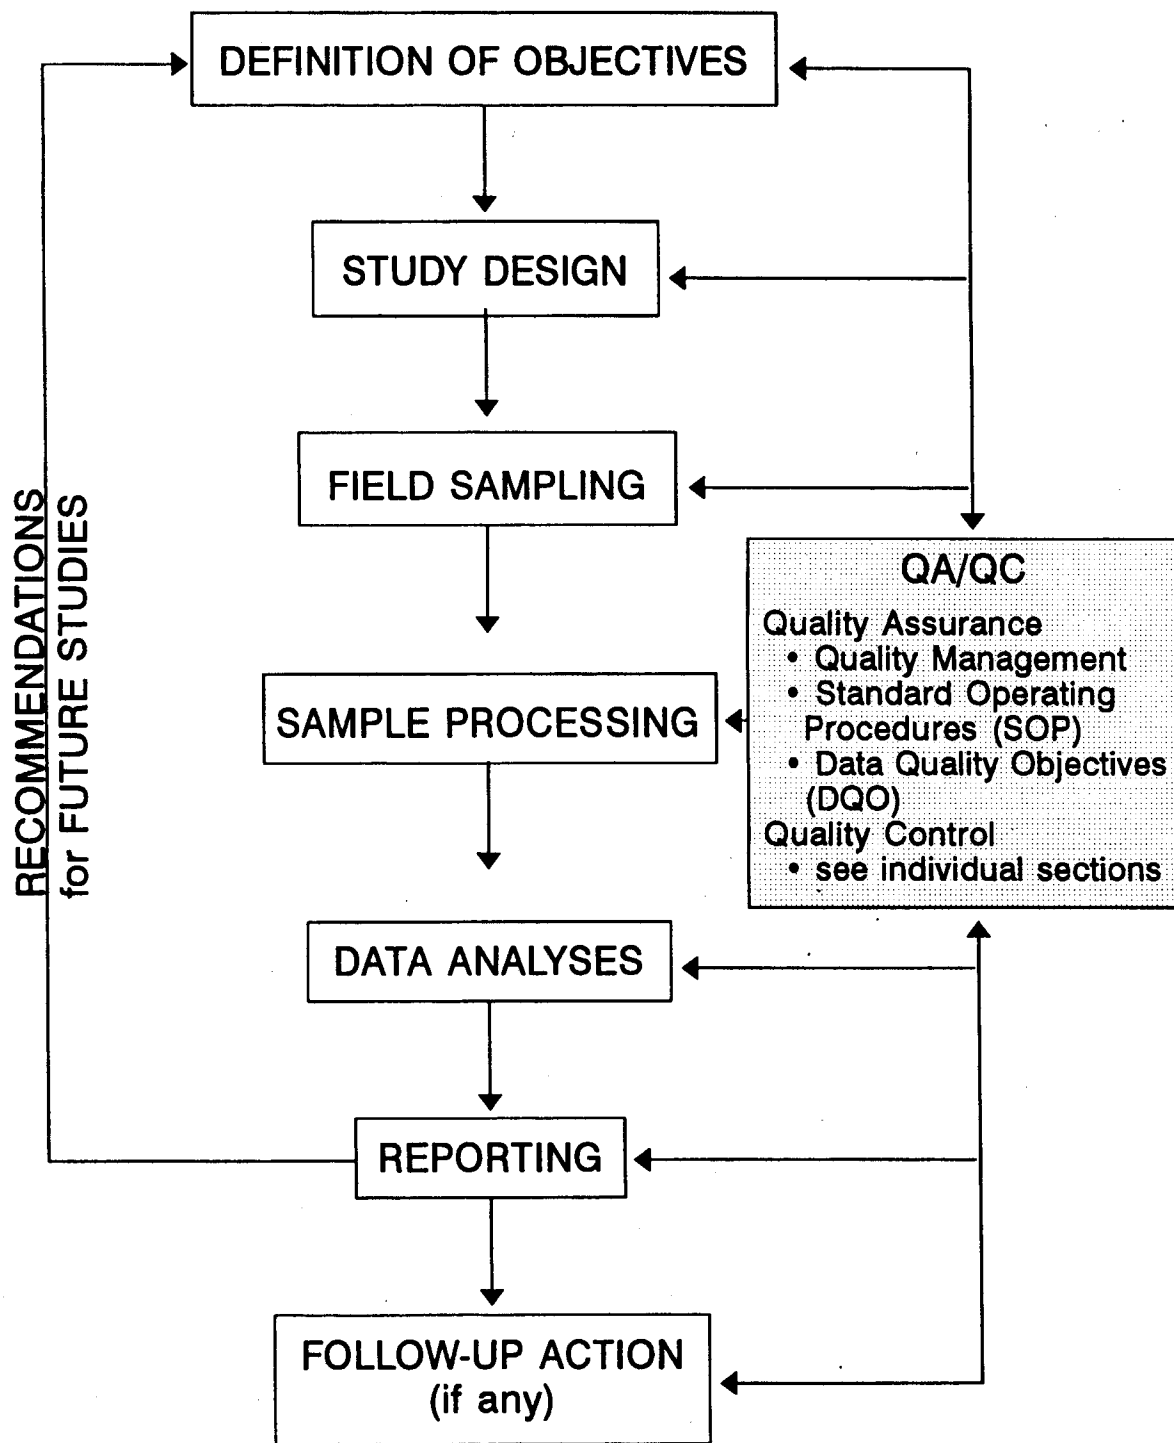 DEFINITION OF OBJECTIVES
STUDY DESIGN
FIELD SAMPLING
RECOMMENDATIONS
for FUTURE STUDIES
QA/QC
Quality Assurance
• Quality Management
• Standard Operating
Procedures (SOP)
• Data Quality Objectives
(DQO)
Quality Control
• see individual sections
SAMPLE PROCESSING
DATA ANALYSES
REPORTING
FOLLOW-UP ACTION
(if any)